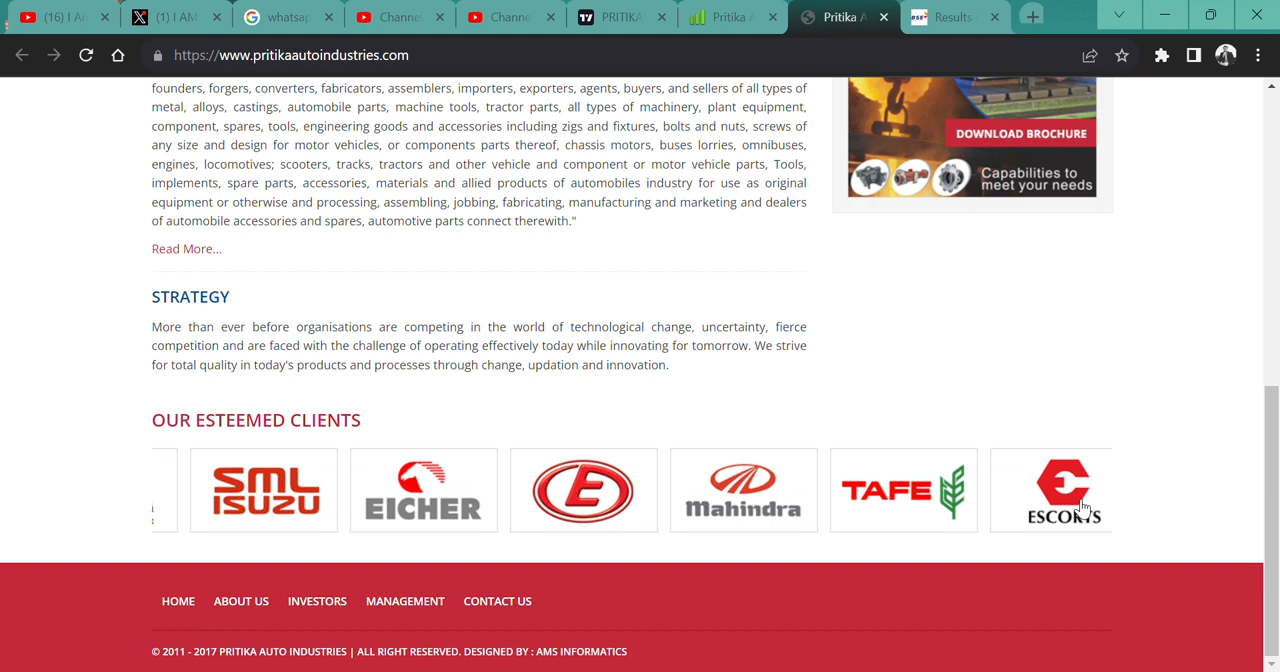 (16) I Ar
(1) I AM
whatsap
Channe
Channe
PRITIKA
Pritika A
Pritika A
Results
https://www.pritikaautoindustries.com
founders, forgers, converters, fabricators, assemblers, importers, exporters, agents, buyers, and sellers of all types of
metal, alloys, castings, automobile parts, machine tools, tractor parts, all types of machinery, plant equipment,
component, spares, tools, engineering goods and accessories including zigs and fixtures, bolts and nuts, screws of
any size and design for motor vehicles, or components parts thereof, chassis motors, buses lorries, omnibuses,
engines, locomotives; scooters, tracks, tractors and other vehicle and component or motor vehicle parts, Tools,
implements, spare parts, accessories, materials and allied products of automobiles industry for use as original
equipment or otherwise and processing, assembling, jobbing, fabricating, manufacturing and marketing and dealers
of automobile accessories and spares, automotive parts connect therewith."
Read More...
DOWNLOAD BROCHURE
Capabilities to
meet your needs
STRATEGY
More than ever before organisations are competing in the world of technological change, uncertainty, fierce
competition and are faced with the challenge of operating effectively today while innovating for tomorrow. We strive
for total quality in today's products and processes through change, updation and innovation.
OUR ESTEEMED CLIENTS
SML
ISUZU
EICHER
E
Mahindra
TAFE
ESCORTS
HOME ABOUT US INVESTORS MANAGEMENT CONTACT US
© 2011 - 2017 PRITIKA AUTO INDUSTRIES | ALL RIGHT RESERVED. DESIGNED BY : AMS INFORMATICS